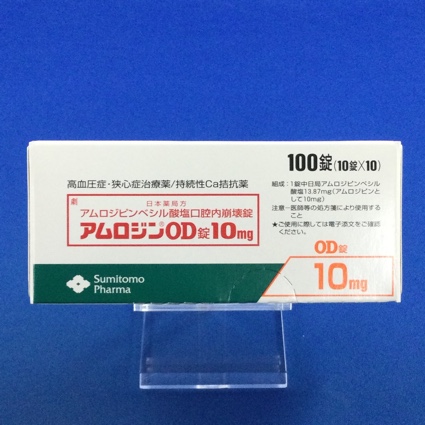 高血圧症・狭心症治療薬/持続性Ca拮抗薬
劇
日本薬局方
アムロジピンベシル酸塩口腔内崩壊錠
アムロジン®OD錠10mg
Sumitomo
Pharma
100錠(10錠×10)
組成:1錠中日局アムロジピンベシル
酸塩13.87mg(アムロジピンと
して10mg)
注意-医師等の処方箋により使用する
こと
★ご使用に際しては電子添文をご確認
ください。
OD錠
10mg